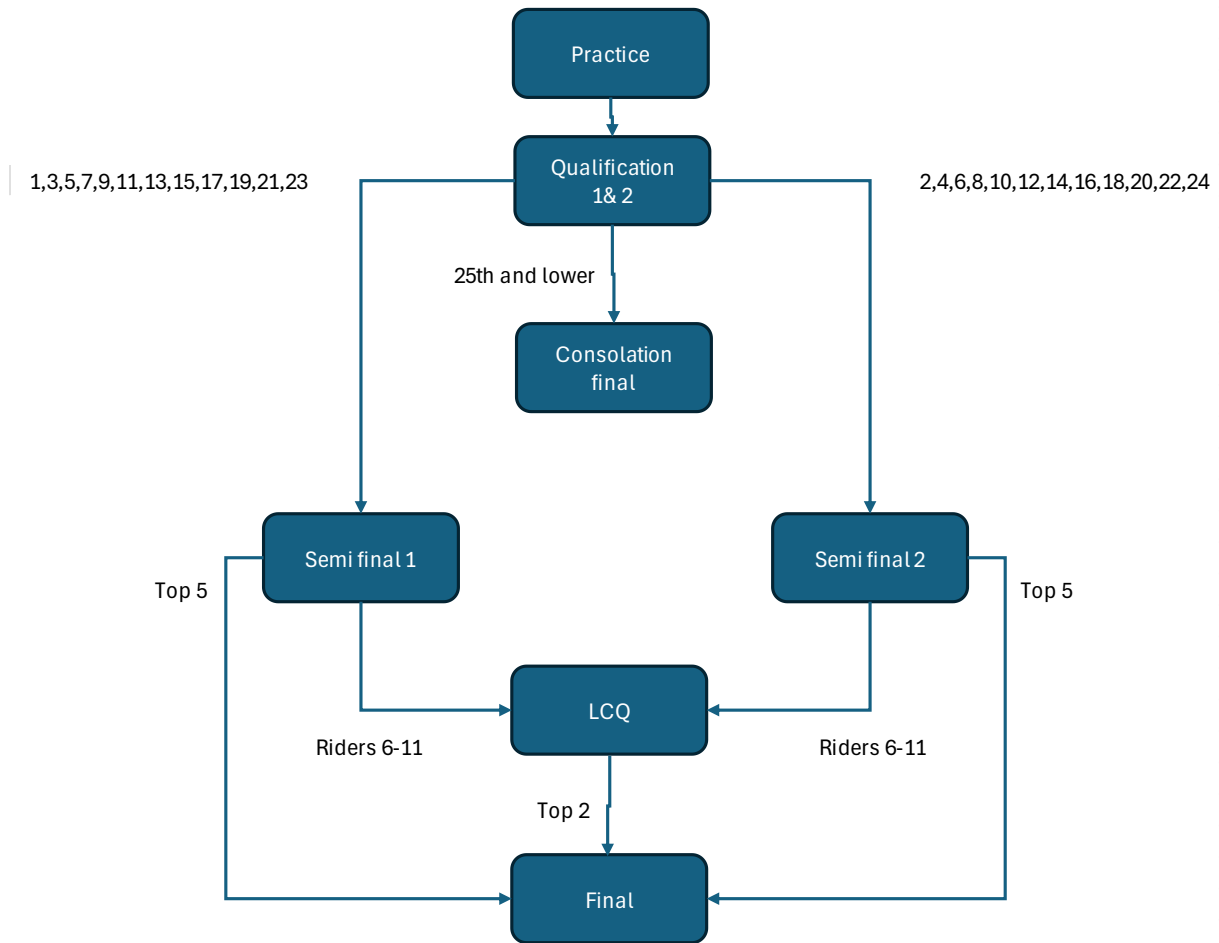 Practice
Qualification
1& 2
1,3,5,7,9,11,13,15,17,19,21,23
2,4,6,8,10,12,14,16,18,20,22,24
25th and lower
Consolation
final
Semi final 1
Semi final 2
Top 5
Top 5
LCQ
Riders 6-11
Riders 6-11
Top 2
Final